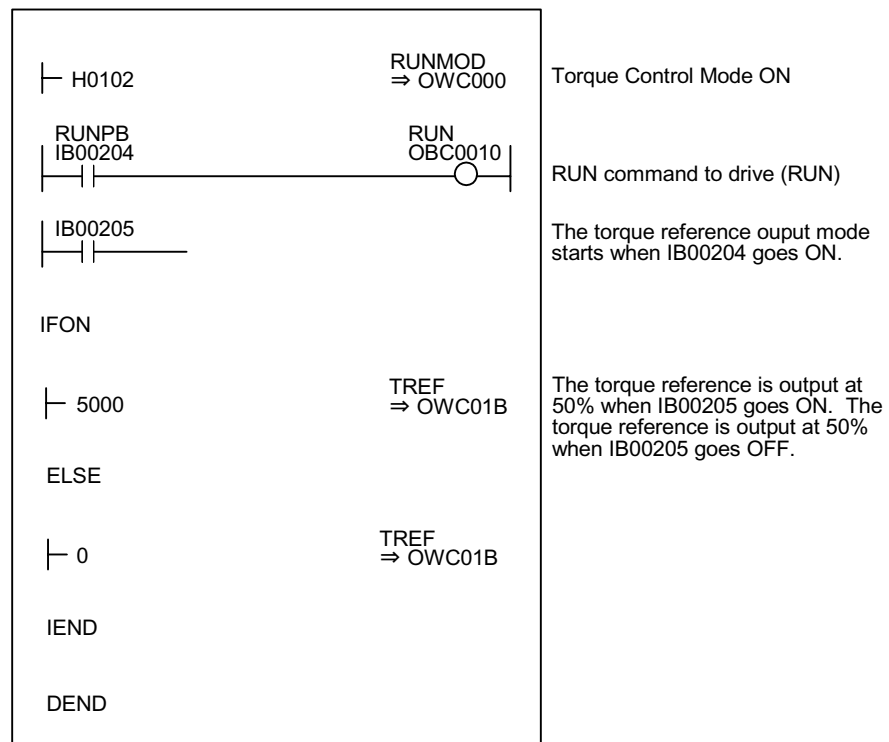 RUNMOD
H0102 ⇒ OWC000 Torque Control Mode ON
RUNPB RUN
IB00204 OBC0010
RUN command to drive (RUN)
IB00205
The torque reference ouput mode
starts when IB00204 goes ON.
IFON
TREF
5000 ⇒ OWC01B
The torque reference is output at
50% when IB00205 goes ON. The
torque reference is output at 50%
when IB00205 goes OFF.
ELSE
TREF
0 ⇒ OWC01B
IEND
DEND